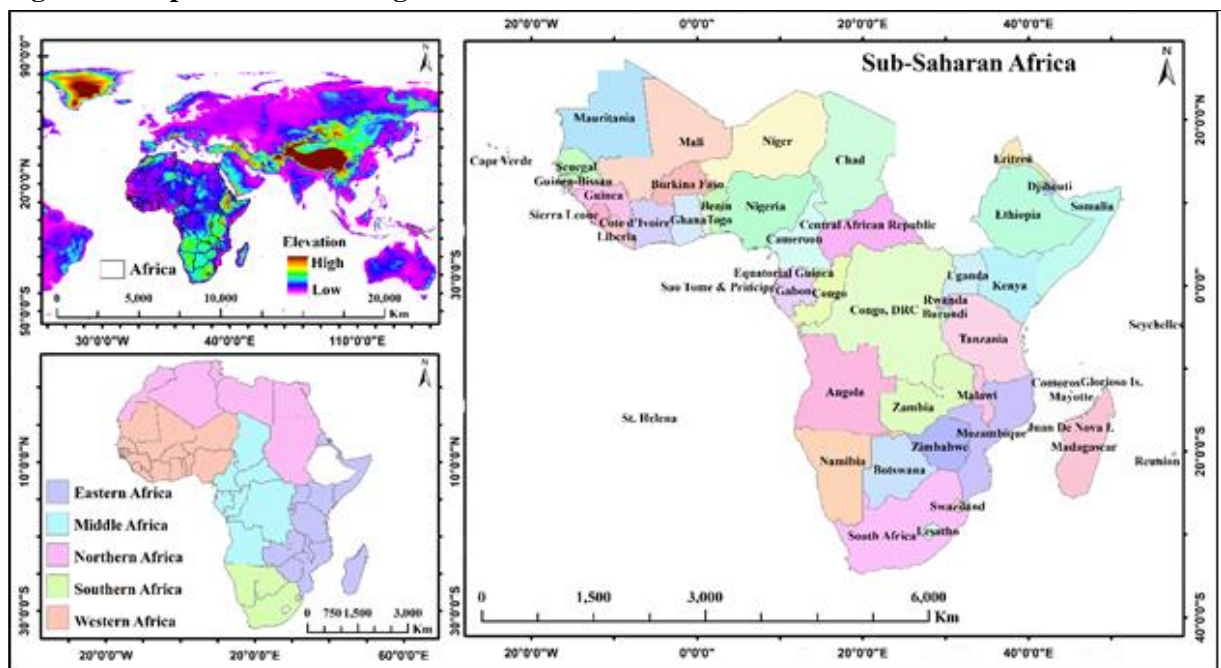 90°0'0"N
20°0'0"N
30°0'0"S
50°0'0"S
30°0'0"W
40°0'0"E
110°0'0"E
N
Africa
Elevation
High
Low
0
5,000
10,000
20,000
Km
10°0'0"N
10°0'0"S
30°0'0"S
20°0'0"W
20°0'0"E
60°0'0"E
N
Eastern Africa
Middle Africa
Northern Africa
Southern Africa
Western Africa
0 750 1,500
3,000
Km
20°0'0"W
0°0'0"
20°0'0"E
40°0'0"E
Sub-Saharan Africa
N
20°0'0"N
0°0'0"
20°0'0"S
40°0'0"S
Mauritania
Mali
Niger
Chad
Cape Verde
Senegal
Guinea-Bissau
Guinea
Sierra Leone
Liberia
Burkina Faso
Cote d'Ivoire
Ghana
Togo
Benin
Nigeria
Cameroon
Central African Republic
Eritrea
Djibouti
Somalia
Ethiopia
Equatorial Guinea
Sao Tome & Principe
Gabon
Congo
Congo, DRC
Uganda
Kenya
Rwanda
Burundi
Tanzania
Seychelles
Angola
Zambia
Malawi
Comoros
Glorioso Is.
Mayotte
Juan De Nova I.
Madagascar
Mozambique
Zimbabwe
St. Helena
Namibia
Botswana
Reunion
Swaziland
Lesotho
South Africa
0
1,500
3,000
6,000
Km
20°0'0"W
0°0'0"
20°0'0"E
40°0'0"E